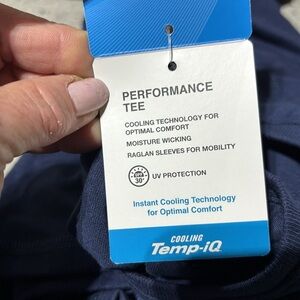 PERFORMANCE
TEE
COOLING TECHNOLOGY FOR
OPTIMAL COMFORT
MOISTURE WICKING
RAGLAN SLEEVES FOR MOBILITY
30+
UV PROTECTION
Instant Cooling Technology
for Optimal Comfort
COOLING
Temp-iQ